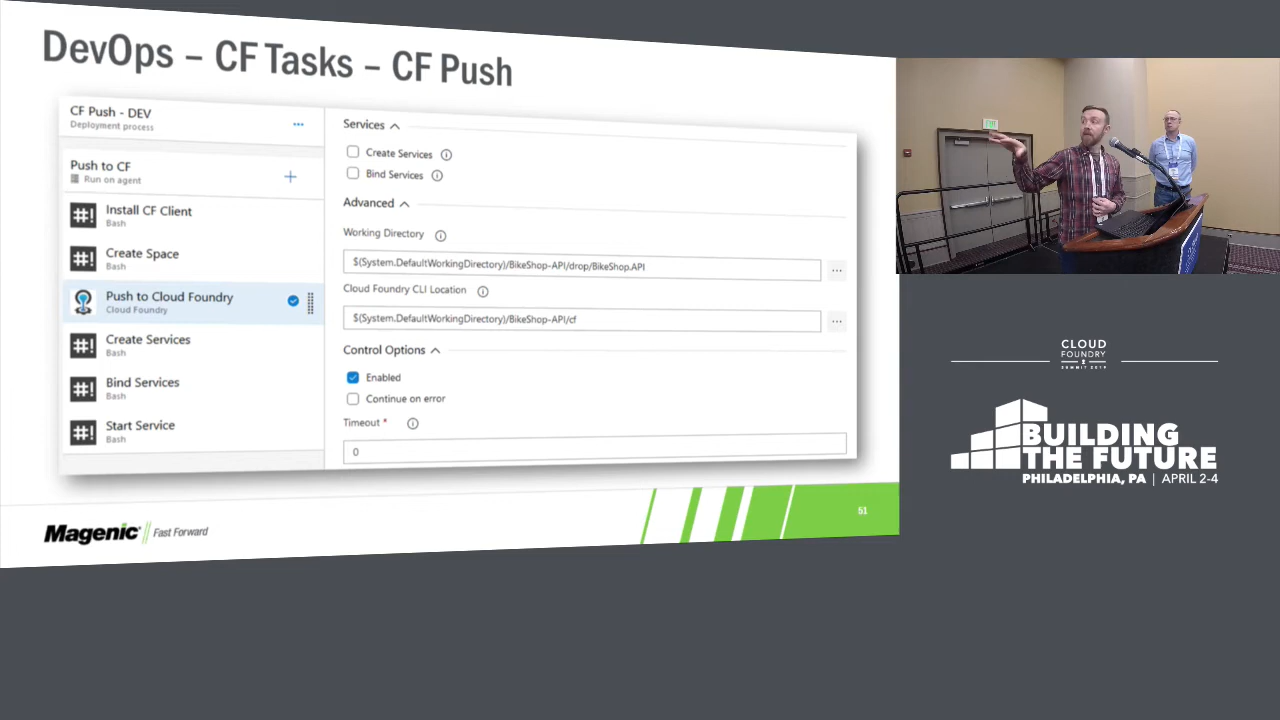 DevOps – CF Tasks – CF Push
CF Push - DEV
Deployment process
Push to CF
Run on agent
Install CF Client
Bash
Create Space
Bash
Push to Cloud Foundry
Cloud Foundry
Create Services
Bash
Bind Services
Bash
Start Service
Bash
Services
Create Services
Bind Services
Advanced
Working Directory
$(System.DefaultWorkingDirectory)/BikeShop-API/drop/BikeShop.API
Cloud Foundry CLI Location
$(System.DefaultWorkingDirectory)/BikeShop-API/cf
Control Options
Enabled
Continue on error
Timeout *
0
Magenic Fast Forward
51
EXIT
CLOUD
FOUNDRY
SUMMIT 2019
BUILDING
THE FUTURE
PHILADELPHIA, PA | APRIL 2-4